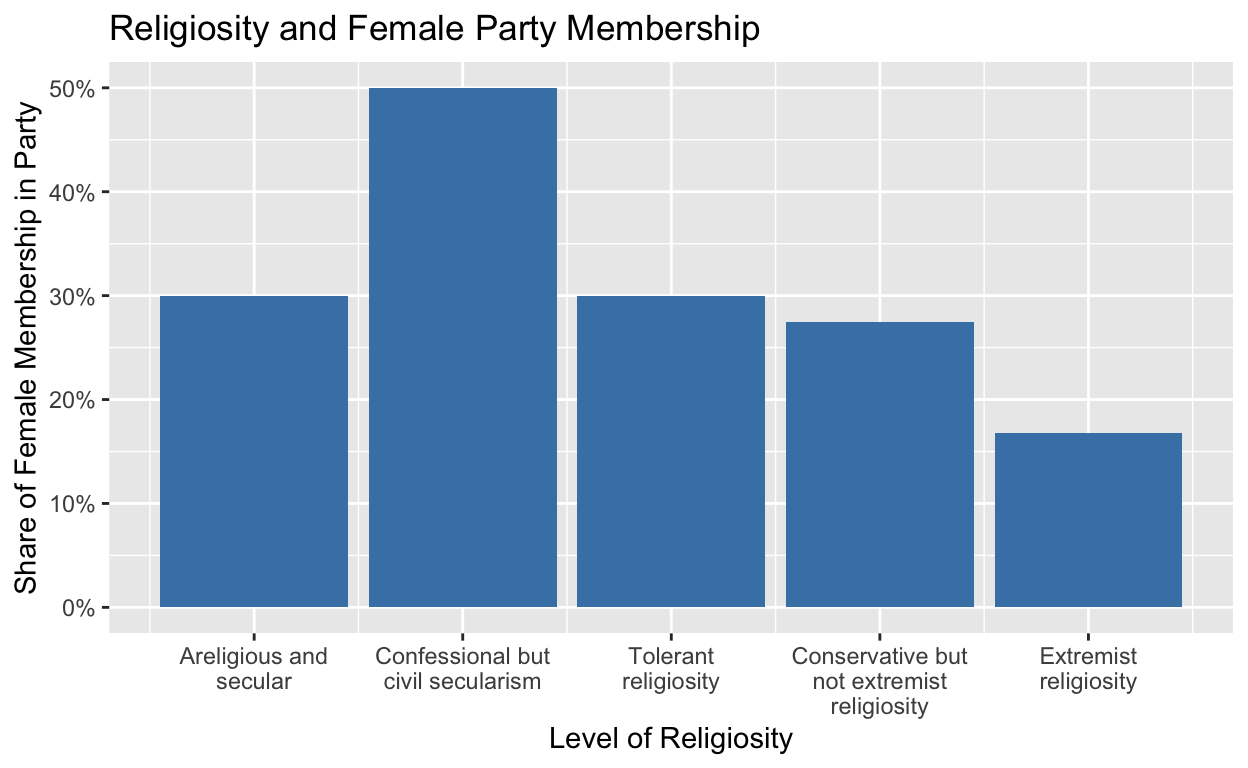 Religiosity and Female Party Membership
Share of Female Membership in Party
50%
40%
30%
20%
10%
0%
Areligious and
secular
Confessional but
civil secularism
Tolerant
religiosity
Conservative but
not extremist
religiosity
Extremist
religiosity
Level of Religiosity